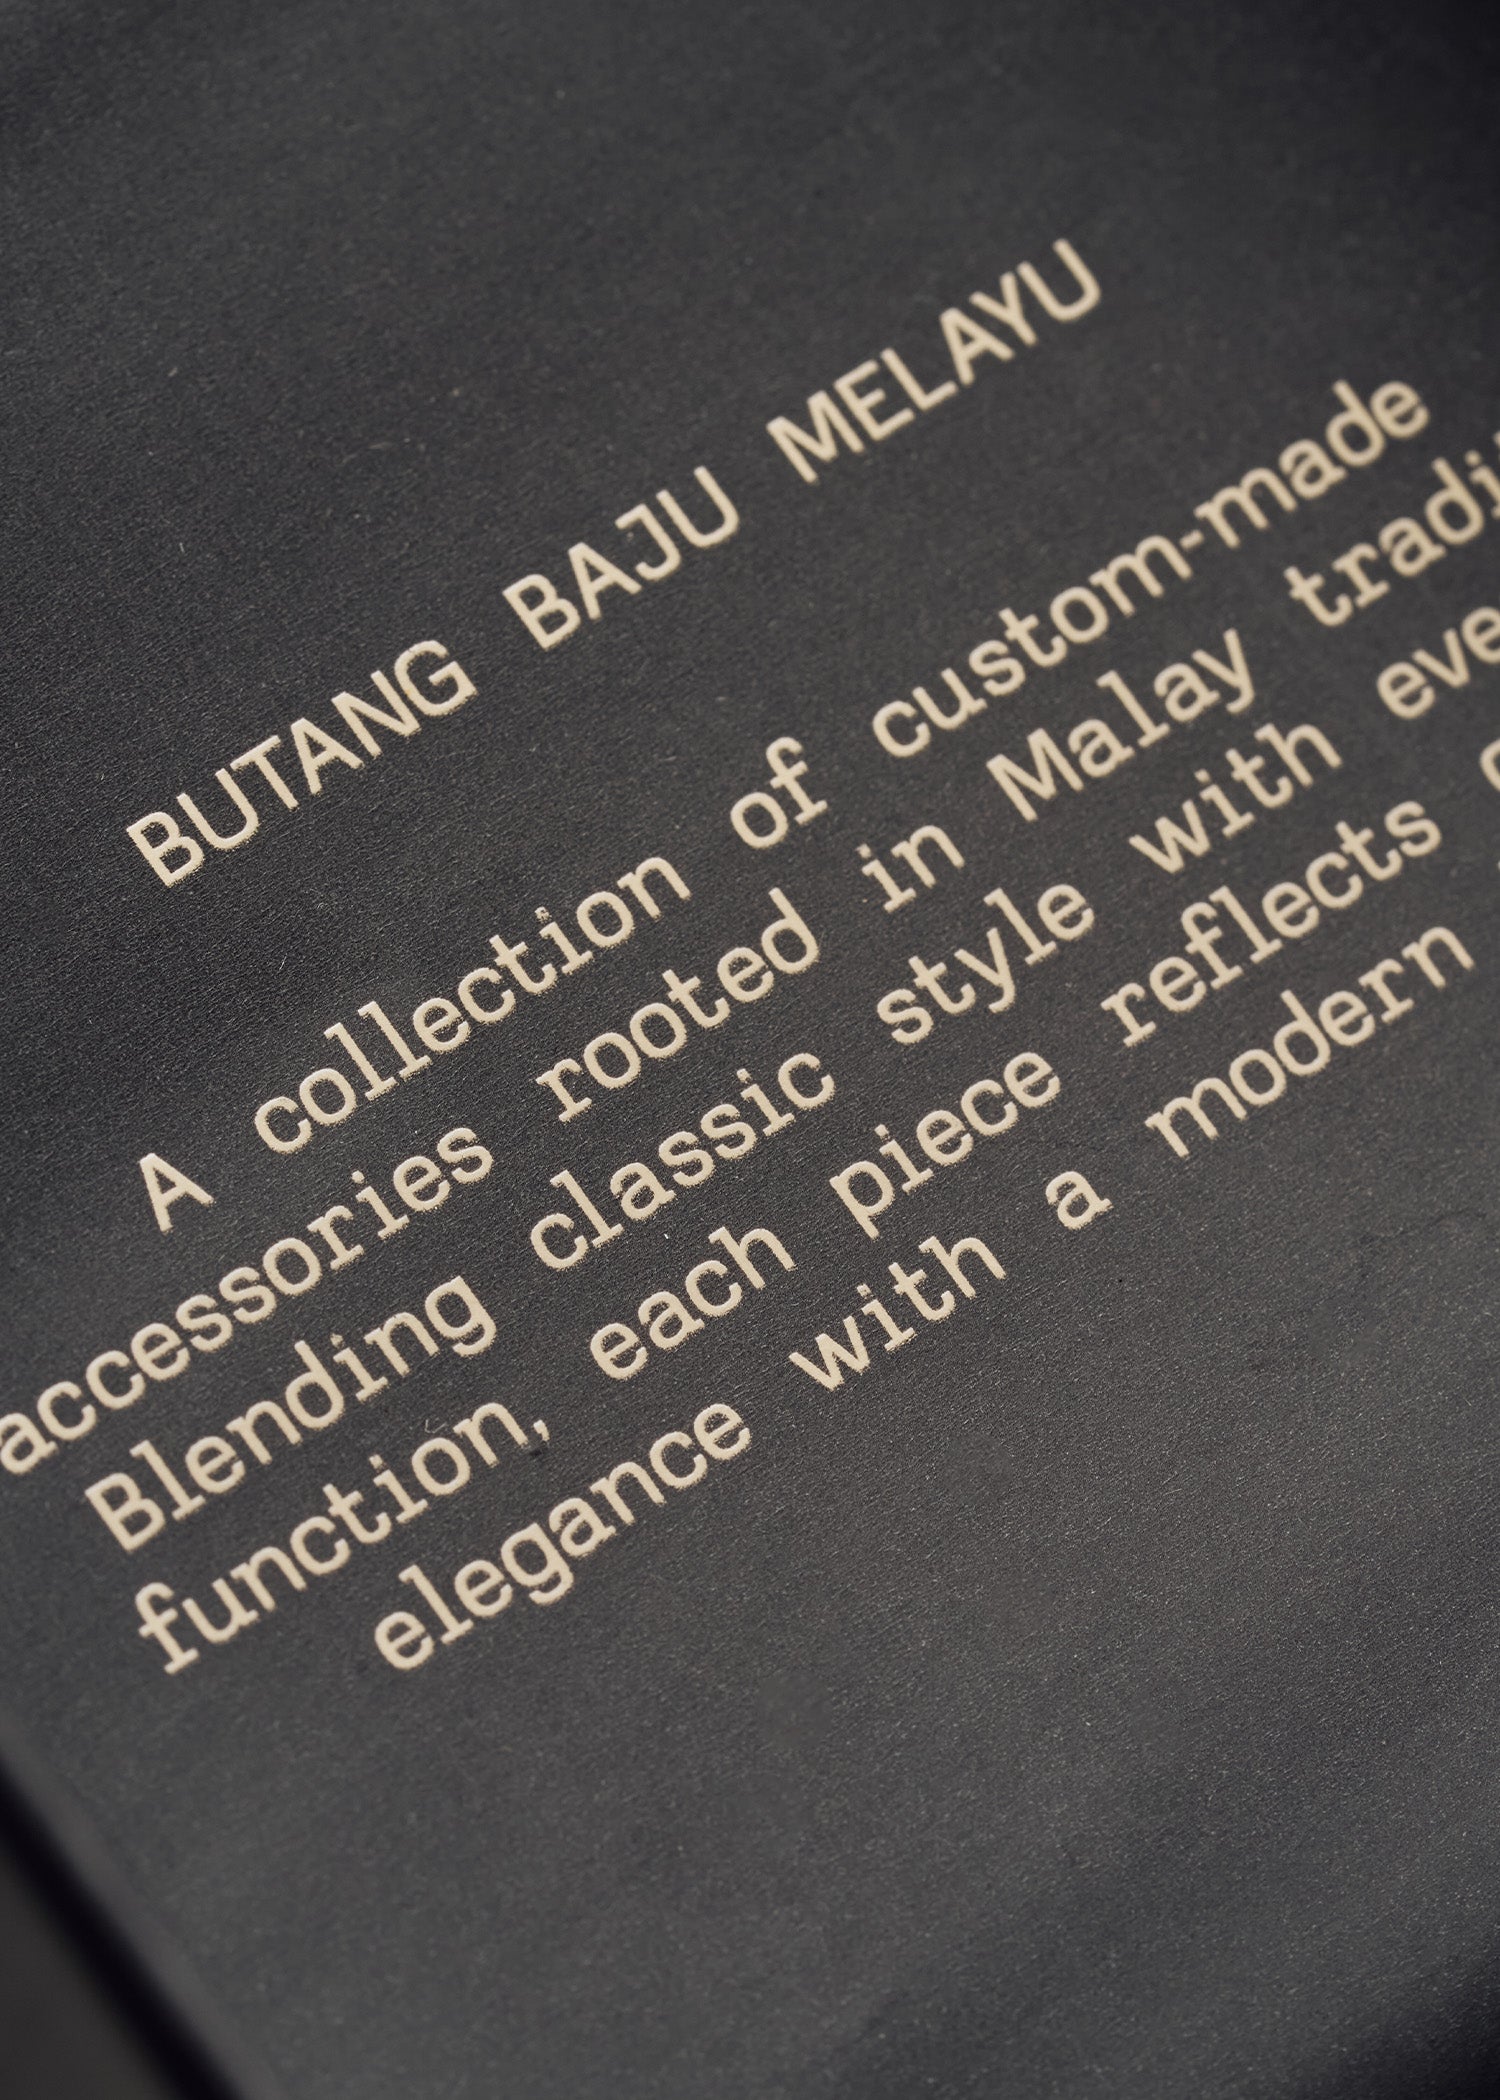 BUTANG BAJU MELAYU
A collection of custom-made
accessories rooted in Malay
Blending classic style with
function, each piece reflects
elegance with a modern